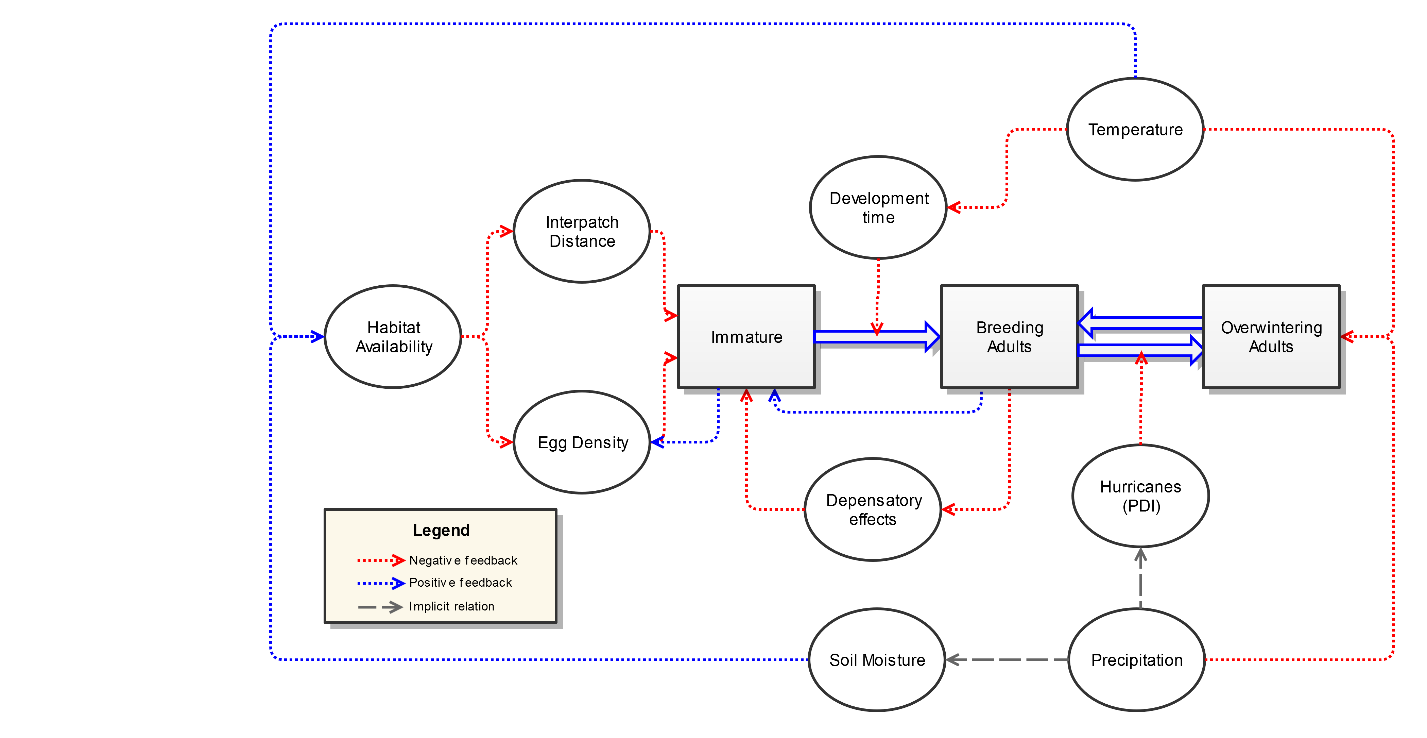 Temperature
Development
time
Interpatch
Distance
Habitat
Availability
Immature
Breeding
Adults
Overwintering
Adults
Egg Density
Depensatory
effects
Hurricanes
(PDI)
Legend
Negative feedback
Positive feedback
Implicit relation
Soil Moisture
Precipitation